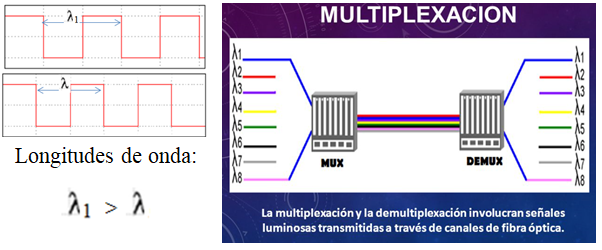 λ₁
λ
Longitudes de onda:
λ₁ > λ
MULTIPLEXACION
λ1
λ2
λ3
λ4
λ5
λ6
λ7
λ8
MUX
DEMUX
λ1
λ2
λ3
λ4
λ5
λ6
λ7
λ8
La multiplexación y la demultiplexación involucran señales
luminosas transmitidas a través de canales de fibra óptica.